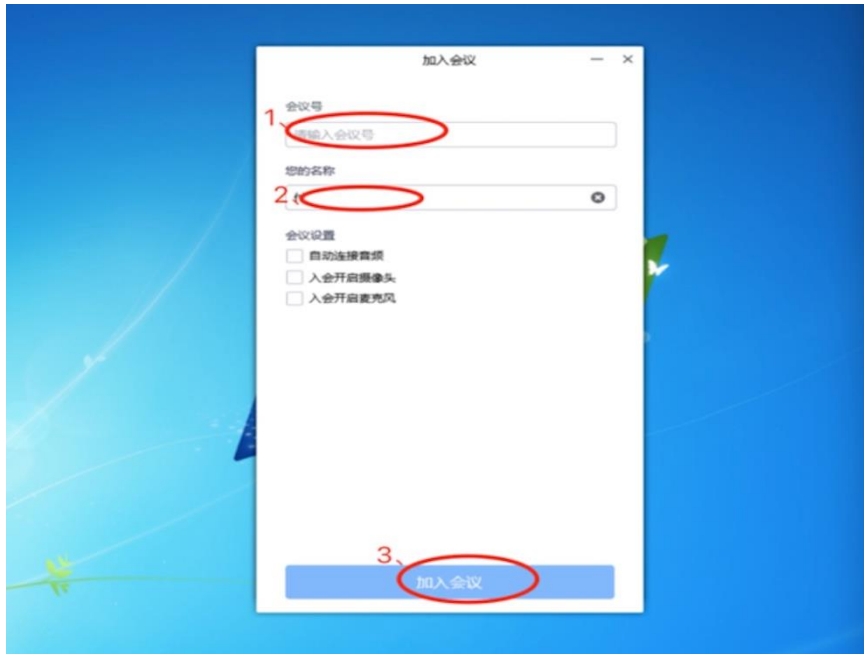 加入会议
会议号
1、
请输入会议号
您的名称
2、
会议设置
自动连接音频
入会开启摄像头
入会开启麦克风
3、
加入会议